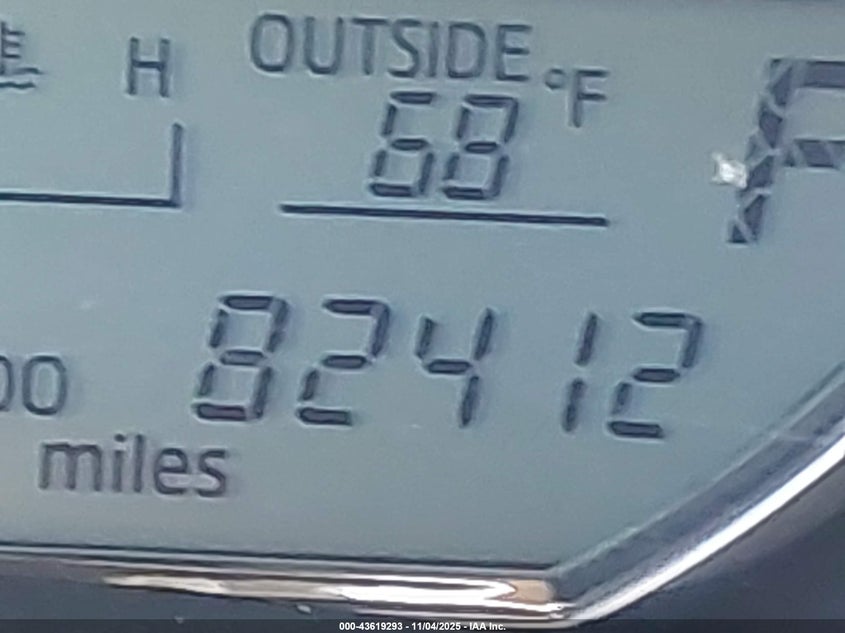 H
OUTSIDE
°F
68
P
82412
00
miles
000-43619293 - 11/04/2025 - IAA Inc.